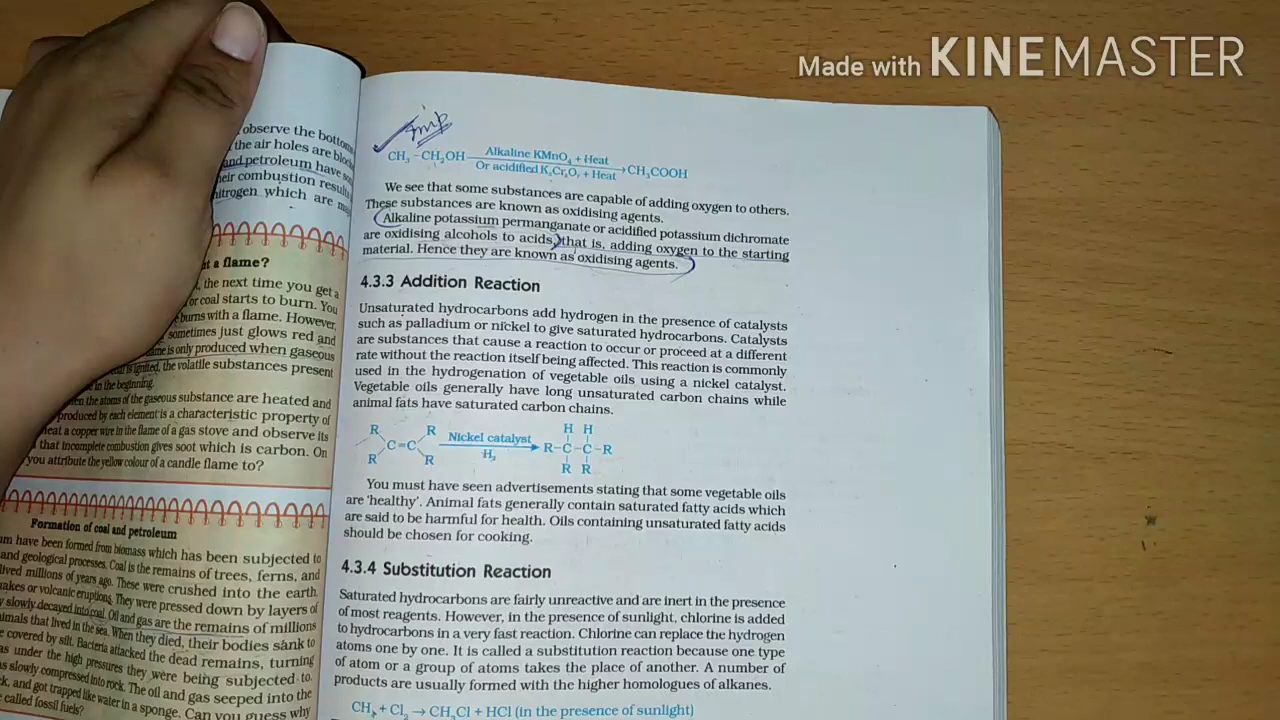 Made with KINEMASTER
observe the bottom
the air holes are
and petroleum have
their combustion
nitrogen which are
a flame?
, the next time you get a
or coal starts to burn. You
burns with a flame. However,
sometimes just glows red and
is only produced when gaseous
is ignited, the volatile substances present
in the beginning.
the atoms of the gaseous substance are heated and
produced by each element is a characteristic property of
heat a copper wire in the flame of a gas stove and observe its
that incomplete combustion gives soot which is carbon. On
you attribute the yellow colour of a candle flame to?
Formation of coal and petroleum
have been formed from biomass which has been subjected to
and geological processes. Coal is the remains of trees, ferns, and
lived millions of years ago. These were crushed into the earth
or volcanic eruptions. They were pressed down by layers of
slowly decayed into coal. Oil and gas are the remains of millions
that lived in the sea. When they died, their bodies sank to
covered by silt. Bacteria attacked the dead remains, turning
under the high pressures they were being subjected to.
slowly compressed into rock. The oil and gas seeped into the
and got trapped like water in a sponge. Can you guess why
called fossil fuels?
Imp
CH₃ – CH₂OH Alkaline KMnO₄ + Heat → CH₃COOH
Or acidified K₂Cr₂O₇ + Heat
We see that some substances are capable of adding oxygen to others.
These substances are known as oxidising agents.
Alkaline potassium permanganate or acidified potassium dichromate
are oxidising alcohols to acids, that is, adding oxygen to the starting
material. Hence they are known as oxidising agents.
4.3.3 Addition Reaction
Unsaturated hydrocarbons add hydrogen in the presence of catalysts
such as palladium or nickel to give saturated hydrocarbons. Catalysts
are substances that cause a reaction to occur or proceed at a different
rate without the reaction itself being affected. This reaction is commonly
used in the hydrogenation of vegetable oils using a nickel catalyst.
Vegetable oils generally have long unsaturated carbon chains while
animal fats have saturated carbon chains.
R R H H
C=C Nickel catalyst R–C–C–R
R R H₂ R R
You must have seen advertisements stating that some vegetable oils
are 'healthy'. Animal fats generally contain saturated fatty acids which
are said to be harmful for health. Oils containing unsaturated fatty acids
should be chosen for cooking.
4.3.4 Substitution Reaction
Saturated hydrocarbons are fairly unreactive and are inert in the presence
of most reagents. However, in the presence of sunlight, chlorine is added
to hydrocarbons in a very fast reaction. Chlorine can replace the hydrogen
atoms one by one. It is called a substitution reaction because one type
of atom or a group of atoms takes the place of another. A number of
products are usually formed with the higher homologues of alkanes.
CH₄ + Cl₂ → CH₃Cl + HCl (in the presence of sunlight)